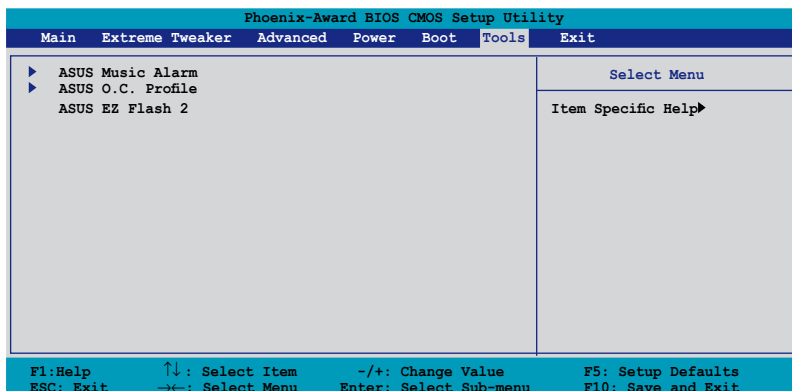 Phoenix-Award BIOS CMOS Setup Utility
Main Extreme Tweaker Advanced Power Boot Tools Exit
ASUS Music Alarm
ASUS O.C. Profile
ASUS EZ Flash 2
Select Menu
Item Specific Help
F1:Help ↑↓: Select Item -/+: Change Value F5: Setup Defaults
ESC: Exit →←: Select Menu Enter: Select Sub-menu F10: Save and Exit